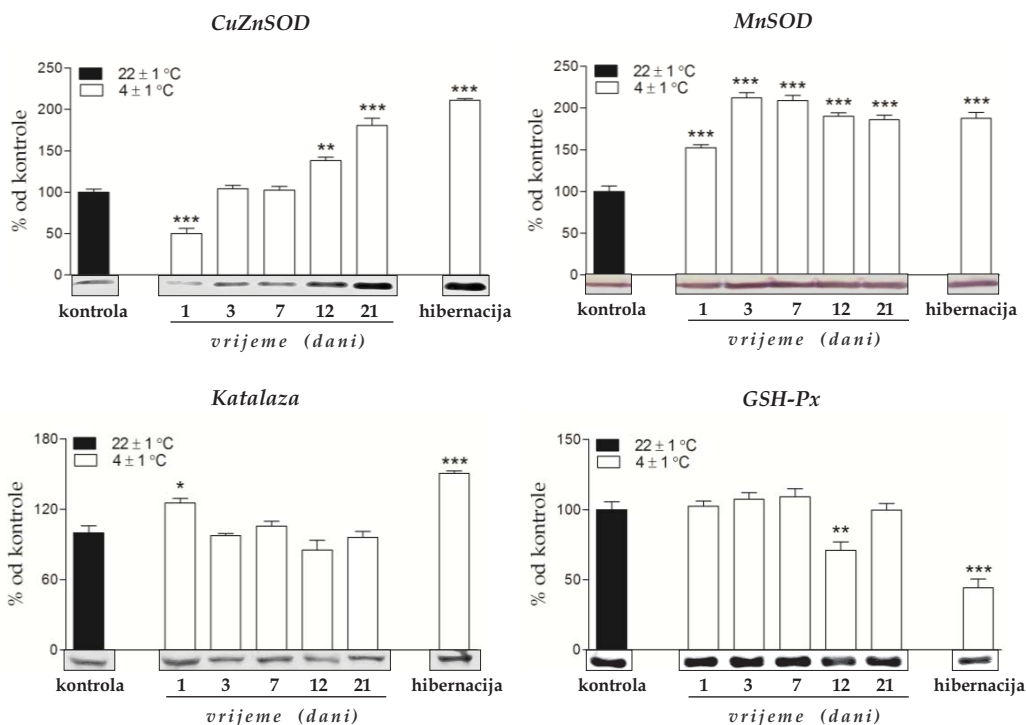 CuZnSOD
% od kontrole
250
200
150
100
50
0
22 ± 1 °C
4 ± 1 °C
***
**
***
***
kontrola
1 3 7 12 21
hibernacija
vrijeme (dani)
MnSOD
% od kontrole
250
200
150
100
50
0
22 ± 1 °C
4 ± 1 °C
***
***
***
***
***
***
kontrola
1 3 7 12 21
hibernacija
vrijeme (dani)
Katalaza
% od kontrole
180
120
60
0
22 ± 1 °C
4 ± 1 °C
*
***
kontrola
1 3 7 12 21
hibernacija
vrijeme (dani)
GSH-Px
% od kontrole
150
100
50
0
22 ± 1 °C
4 ± 1 °C
**
***
kontrola
1 3 7 12 21
hibernacija
vrijeme (dani)